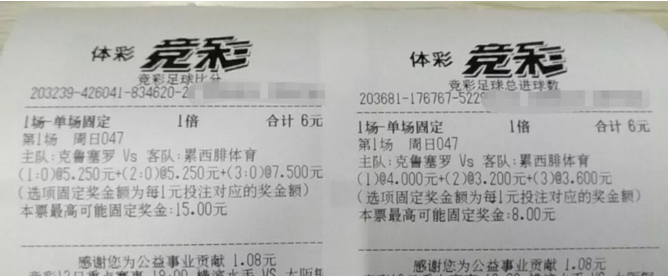 体彩 竞彩
竞彩足球比分
203239-426041-834620-2
1场-单场固定 1倍 合计 6元
第1场 周日047
主队:克鲁塞罗 Vs 客队:累西腓体育
(1:0)@5.250元+(2:0)@5.250元+(3:0)@7.500元
(选项固定奖金额为每1元投注对应的奖金额)
本票最高可能固定奖金:15.00元
感谢您为公益事业贡献 1.08元
体彩 竞彩
竞彩足球总进球数
203681-176767-5229
1场-单场固定 1倍 合计 6元
第1场 周日047
主队:克鲁塞罗 Vs 客队:累西腓体育
(1)@4.000元+(2)@3.200元+(3)@3.600元
(选项固定奖金额为每1元投注对应的奖金额)
本票最高可能固定奖金:8.00元
感谢您为公益事业贡献 1.08元